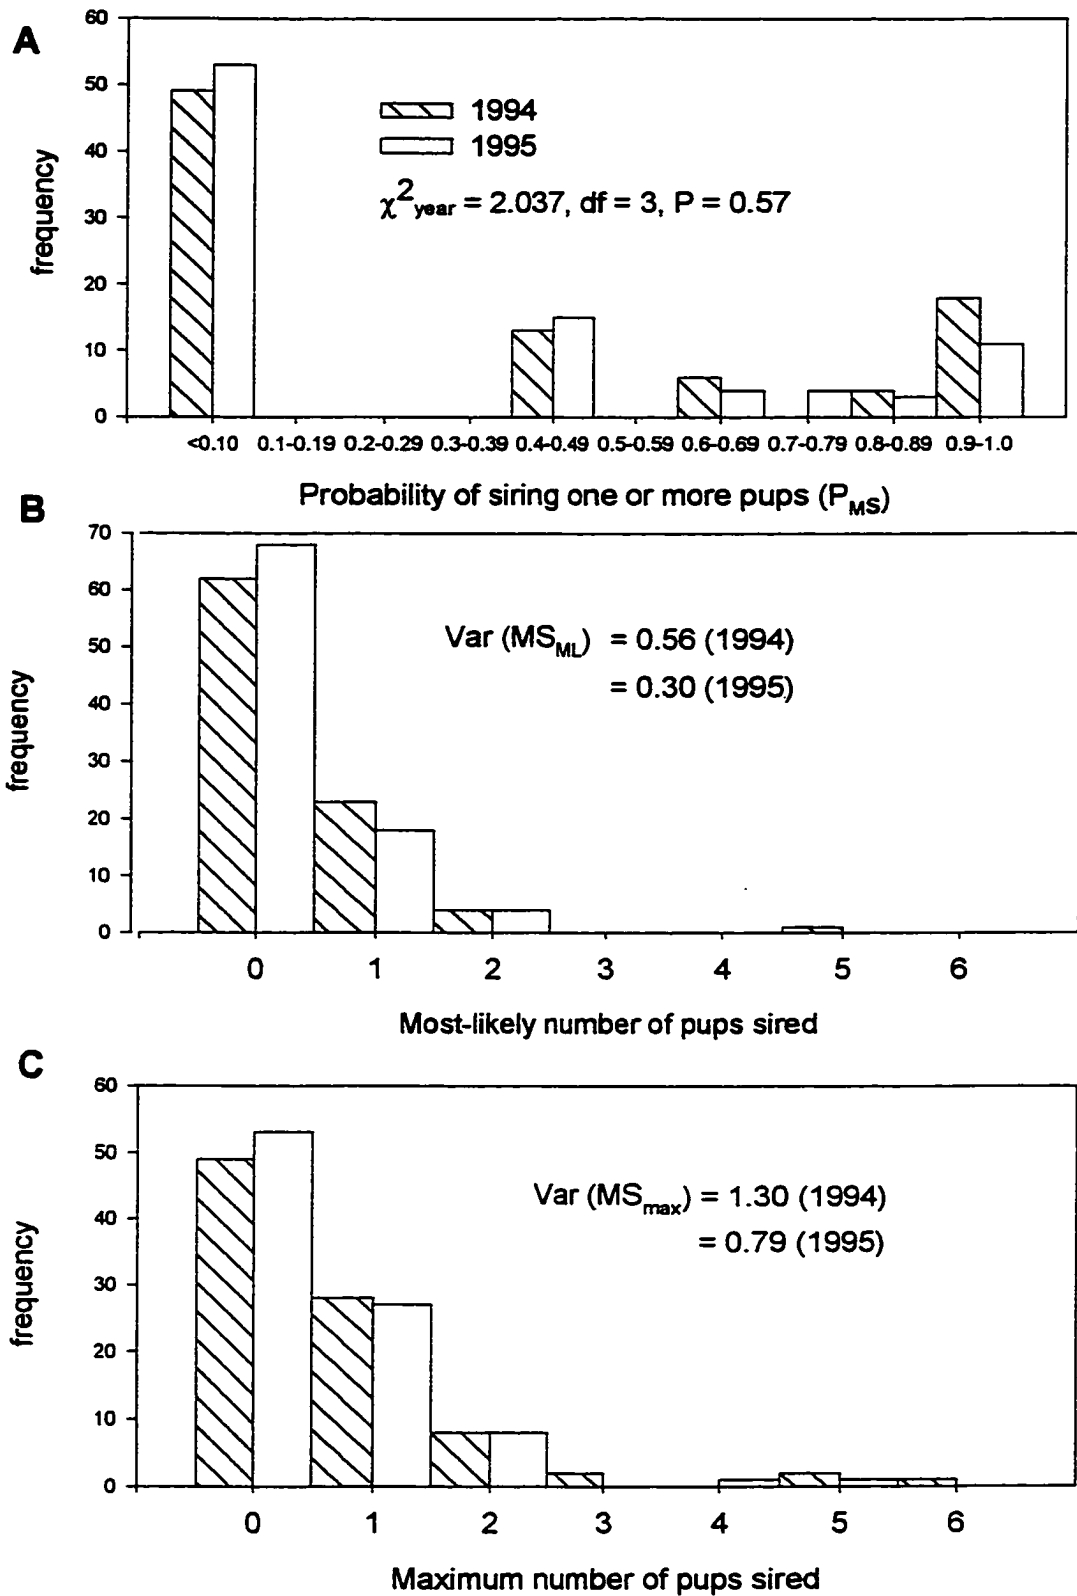 A
60
50
40
30
20
10
0
frequency
1994
1995
χ²year = 2.037, df = 3, P = 0.57
<0.10 0.1-0.19 0.2-0.29 0.3-0.39 0.4-0.49 0.5-0.59 0.6-0.69 0.7-0.79 0.8-0.89 0.9-1.0
Probability of siring one or more pups (PMS)
B
70
60
50
40
30
20
10
0
frequency
Var (MSML) = 0.56 (1994)
= 0.30 (1995)
0 1 2 3 4 5 6
Most-likely number of pups sired
C
60
50
40
30
20
10
0
frequency
Var (MSmax) = 1.30 (1994)
= 0.79 (1995)
0 1 2 3 4 5 6
Maximum number of pups sired